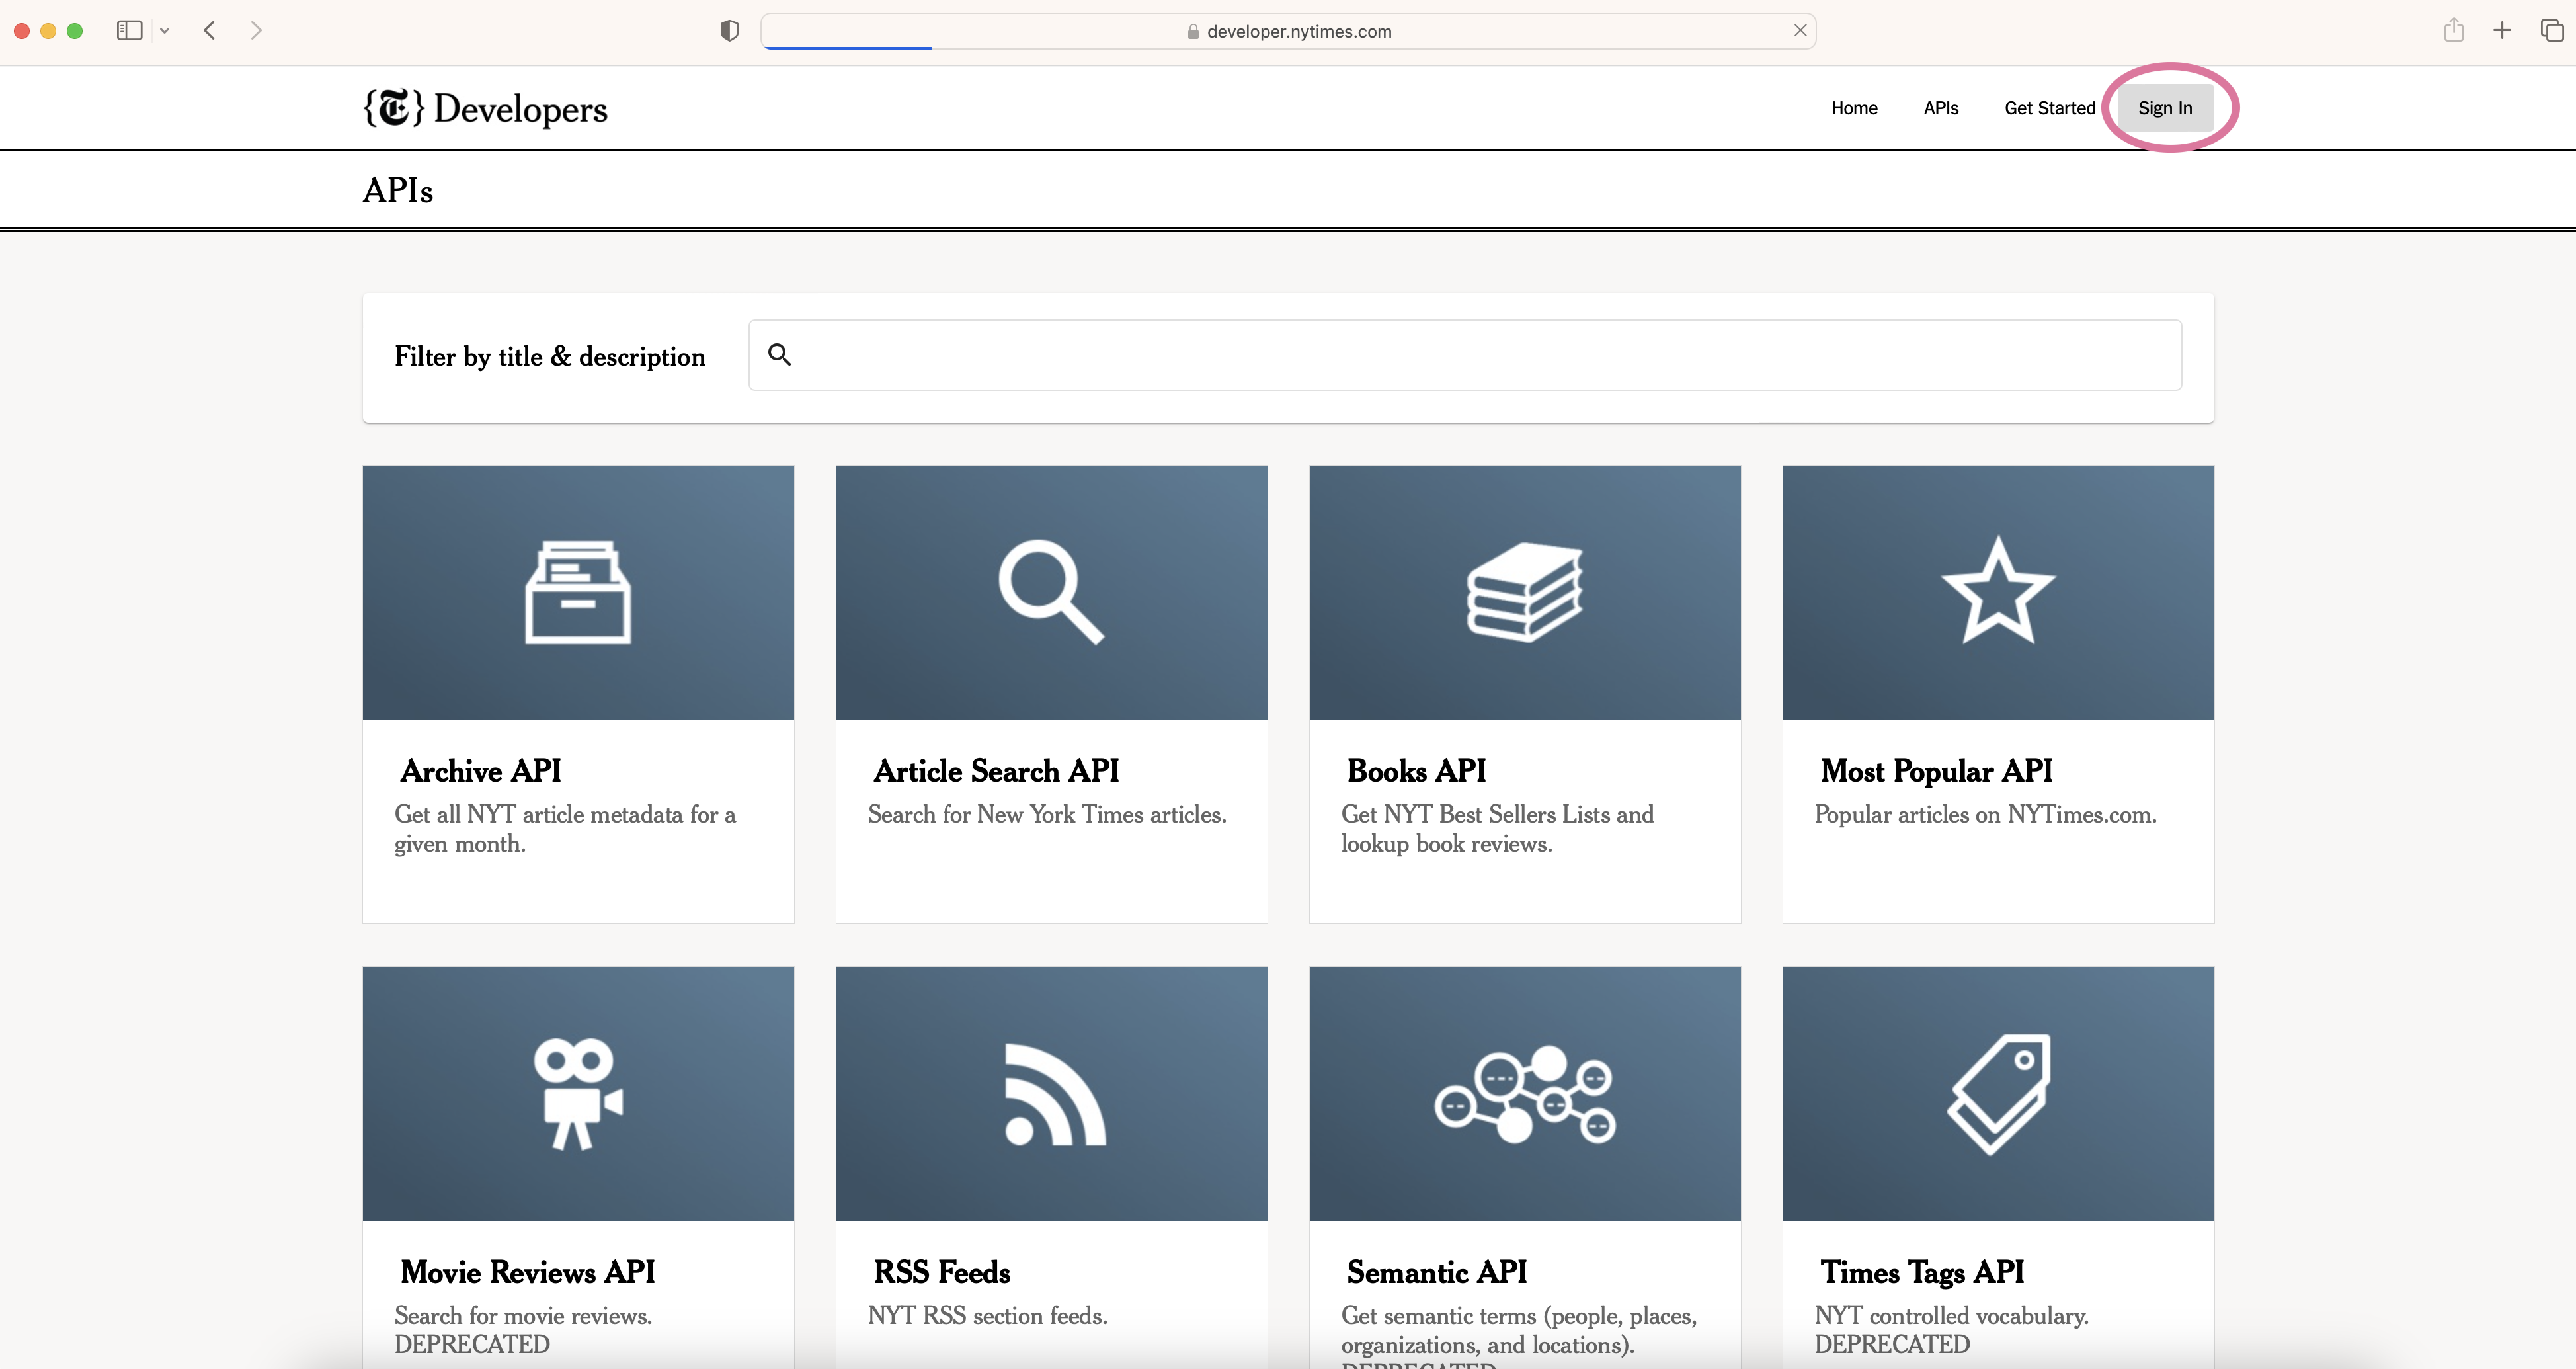 developer.nytimes.com
{T} Developers
Home
APIs
Get Started
Sign In
APIs
Filter by title & description
Archive API
Get all NYT article metadata for a
given month.
Article Search API
Search for New York Times articles.
Books API
Get NYT Best Sellers Lists and
lookup book reviews.
Most Popular API
Popular articles on NYTimes.com.
Movie Reviews API
Search for movie reviews.
DEPRECATED
RSS Feeds
NYT RSS section feeds.
Semantic API
Get semantic terms (people, places,
organizations, and locations).
DEPRECATED
Times Tags API
NYT controlled vocabulary.
DEPRECATED